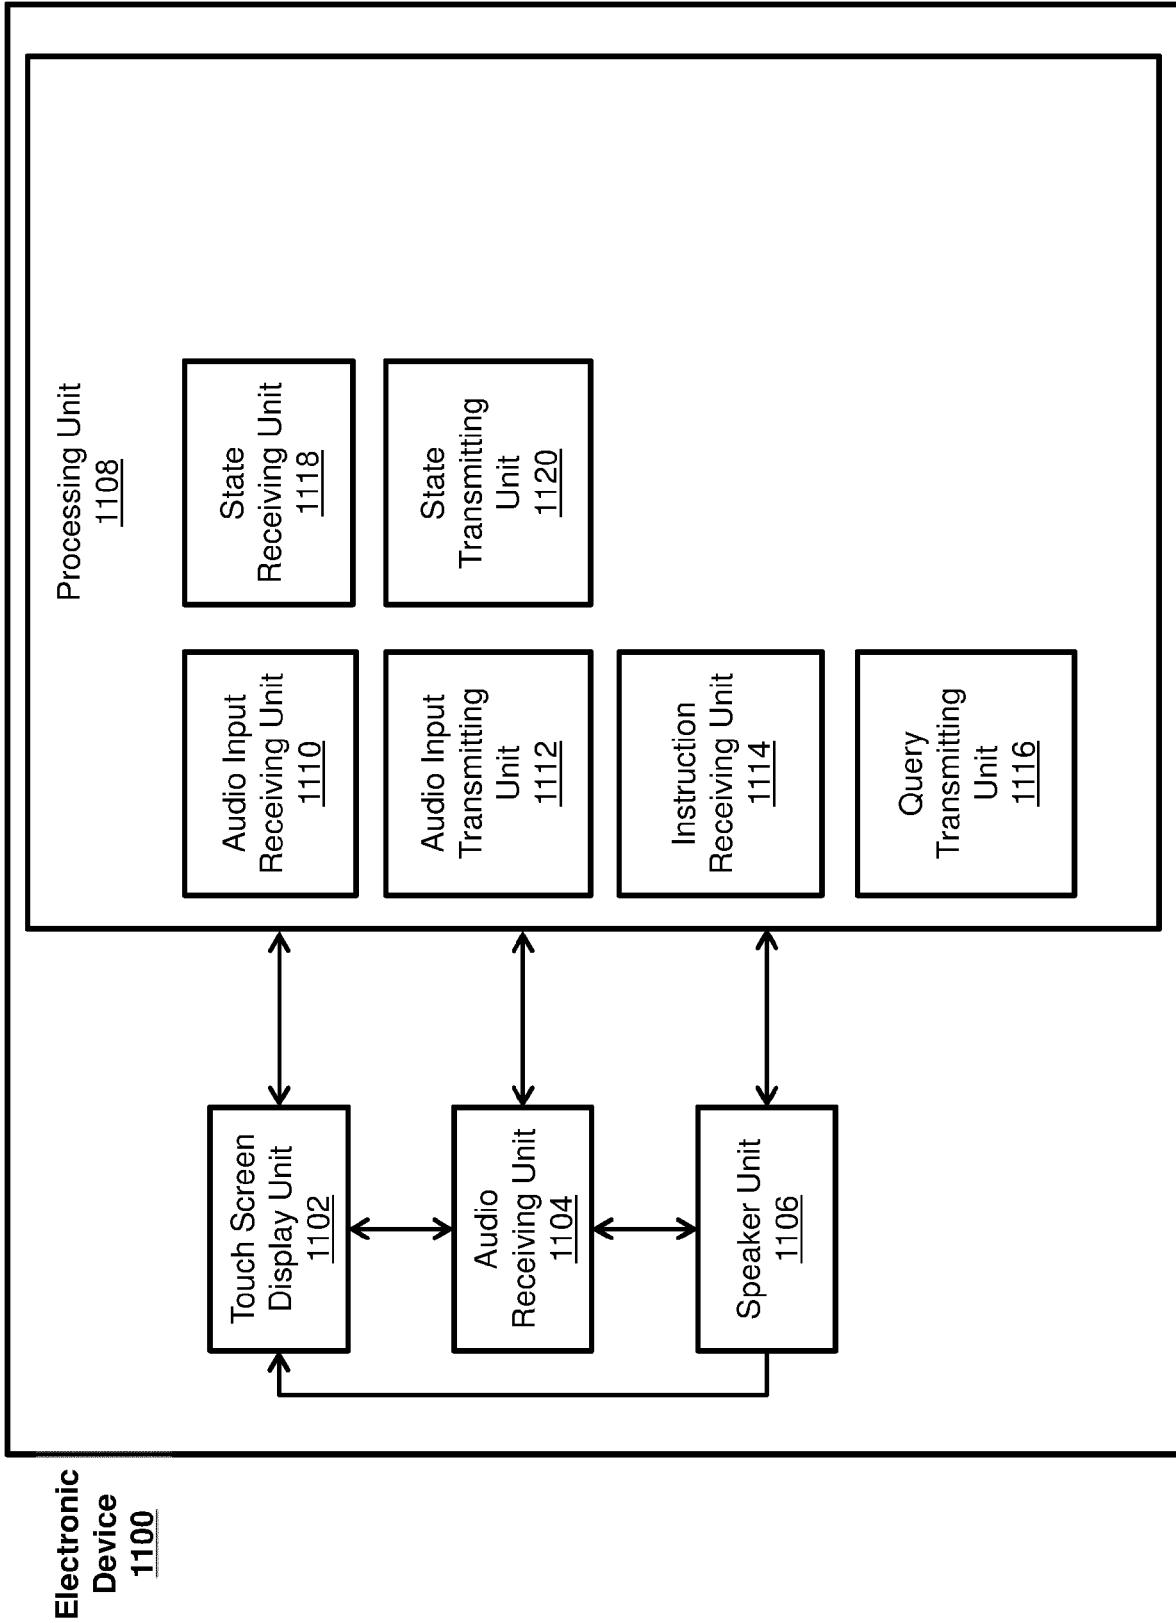 Electronic
Device
1100
Touch Screen
Display Unit
1102
Audio
Receiving Unit
1104
Speaker Unit
1106
Processing Unit
1108
Audio Input
Receiving Unit
1110
Audio Input
Transmitting
Unit
1112
Instruction
Receiving Unit
1114
Query
Transmitting
Unit
1116
State
Receiving Unit
1118
State
Transmitting
Unit
1120